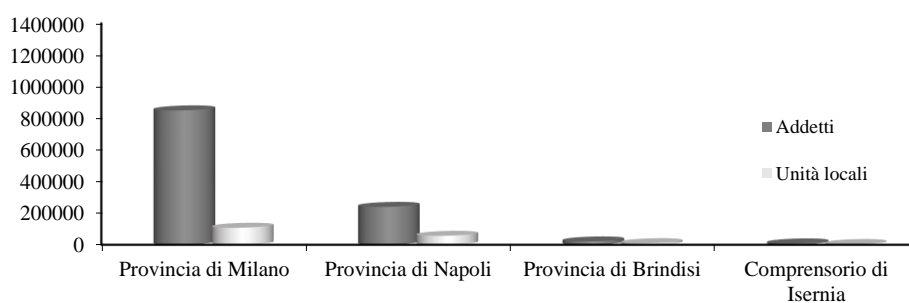 1400000
1200000
1000000
800000
600000
400000
200000
0
Addetti
Unità locali
Provincia di Milano
Provincia di Napoli
Provincia di Brindisi
Comprensorio di
Isernia